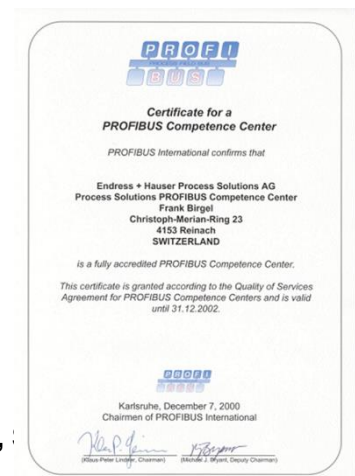 PROFI
PROCESS FIELD BUS
BUS
Certificate for a
PROFIBUS Competence Center
PROFIBUS International confirms that
Endress + Hauser Process Solutions AG
Process Solutions PROFIBUS Competence Center
Frank Birgel
Christoph-Merian-Ring 23
4153 Reinach
SWITZERLAND
is a fully accredited PROFIBUS Competence Center.
This certificate is granted according to the Quality of Services
Agreement for PROFIBUS Competence Centers and is valid
until 31.12.2002.
PROFI
BUS
Karlsruhe, December 7, 2000
Chairmen of PROFIBUS International
(Klaus-Peter Lindner, Chairman) (Michael J. Bryant, Deputy Chairman)